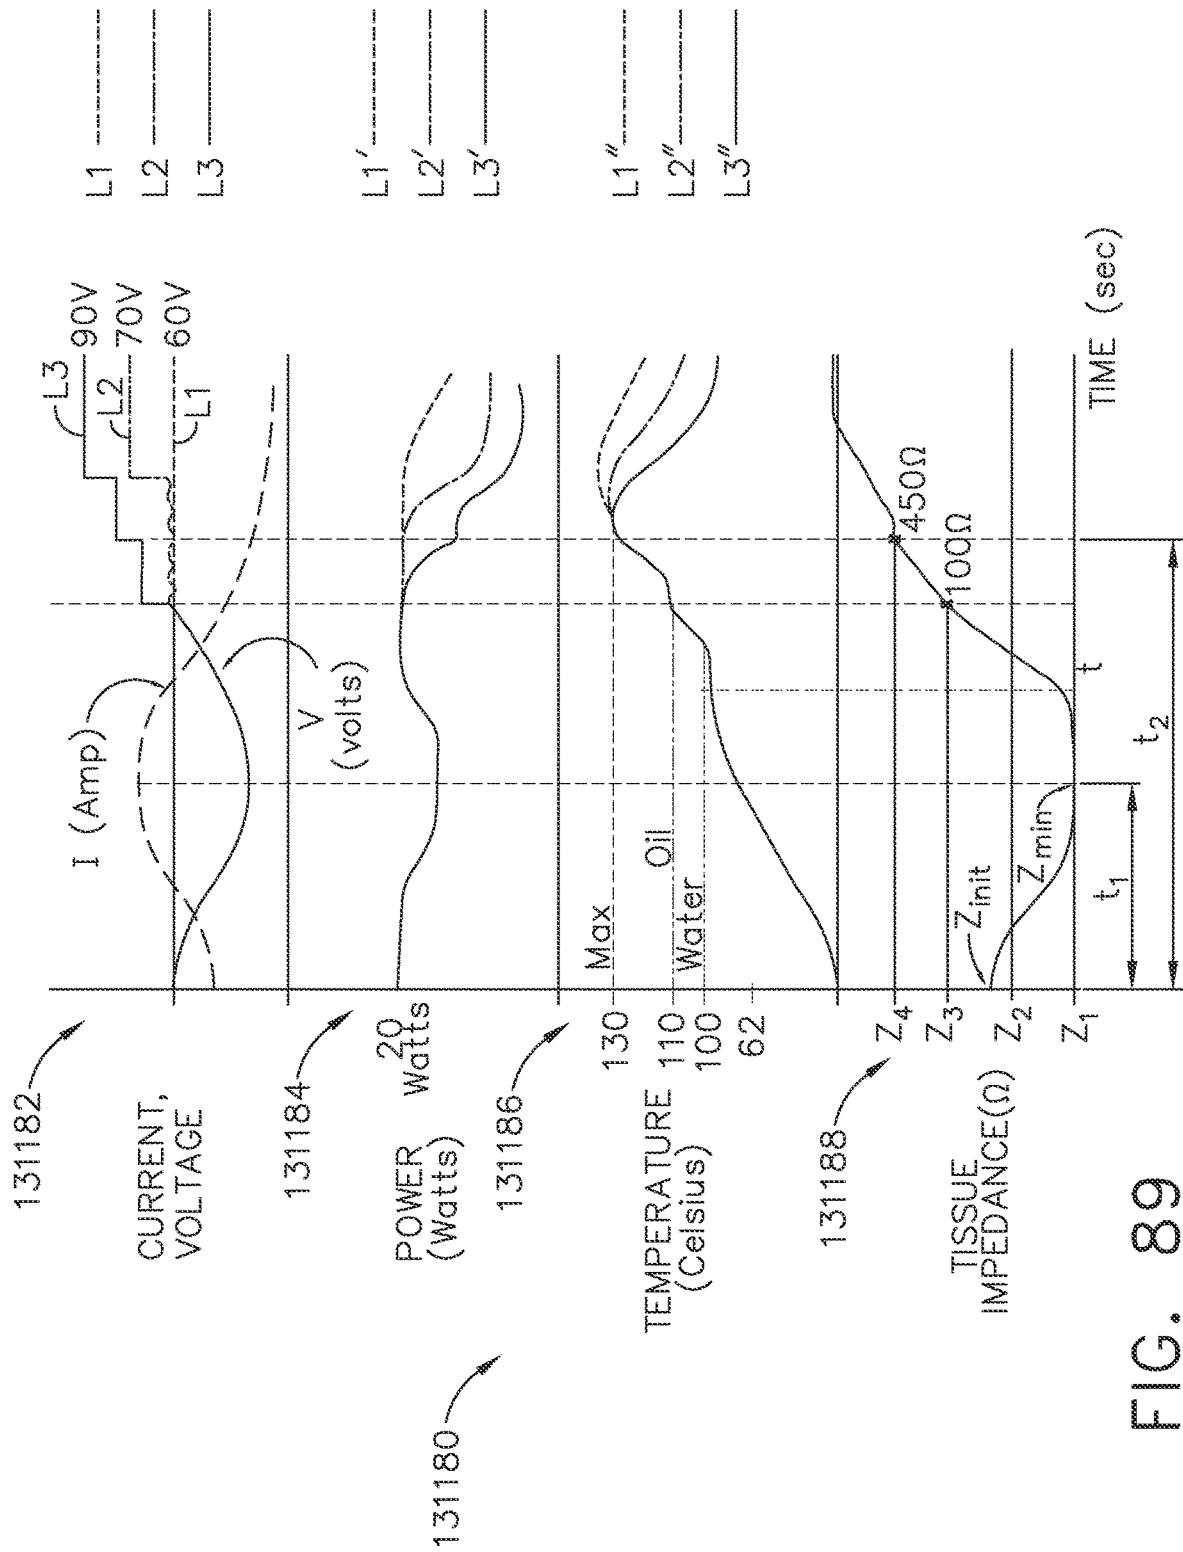 131180
131182
CURRENT,
VOLTAGE
I (Amp)
V
(volts)
L3
L2
L1
90V
70V
60V
L1
L2
L3
131184
POWER
(Watts)
20
Watts
L1'
L2'
L3'
131186
TEMPERATURE
(Celsius)
130
110
100
62
Max
Oil
Water
L1"
L2"
L3"
131188
TISSUE
IMPEDANCE(Ω)
Z4
Z3
Z2
Z1
Zinit
Zmin
100Ω
450Ω
t
t1
t2
TIME (sec)
FIG. 89